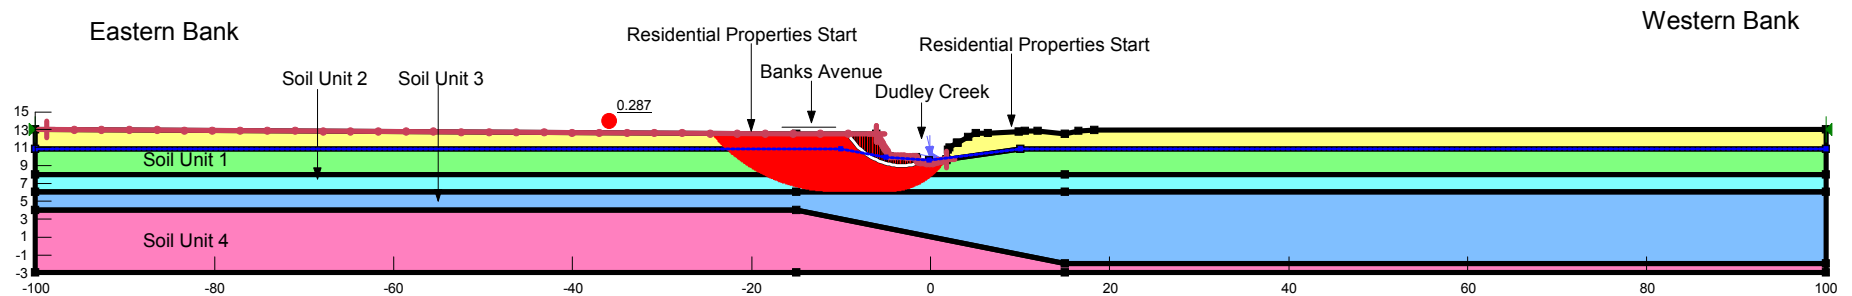 Eastern Bank
Western Bank
Residential Properties Start
Residential Properties Start
Banks Avenue
Soil Unit 2
Soil Unit 3
Dudley Creek
0.287
15
13
11
9
7
5
3
1
-1
-3
Soil Unit 1
Soil Unit 4
-100
-80
-60
-40
-20
0
20
40
60
80
100